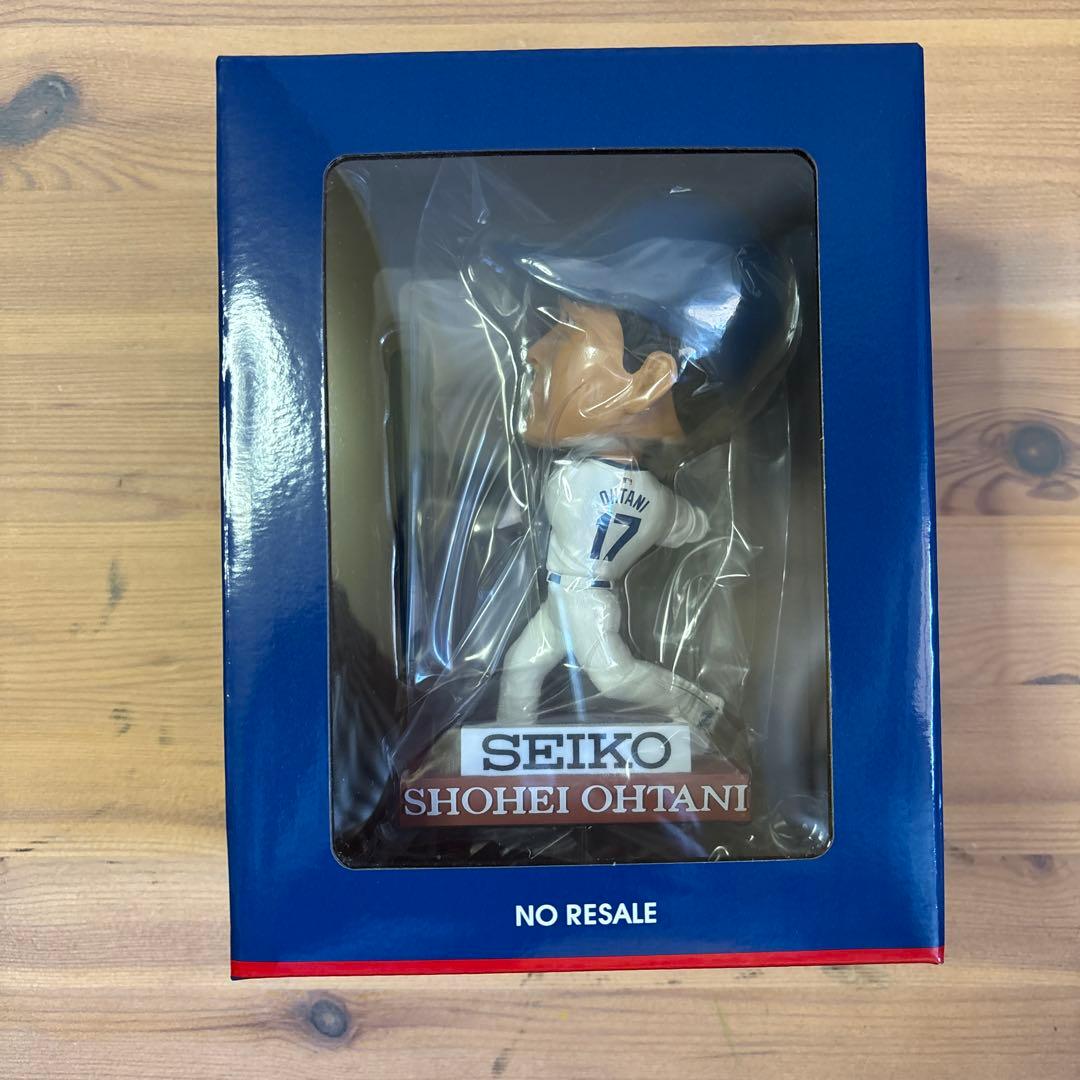 OHTANI
17
SEIKO
SHOHEI OHTANI
NO RESALE